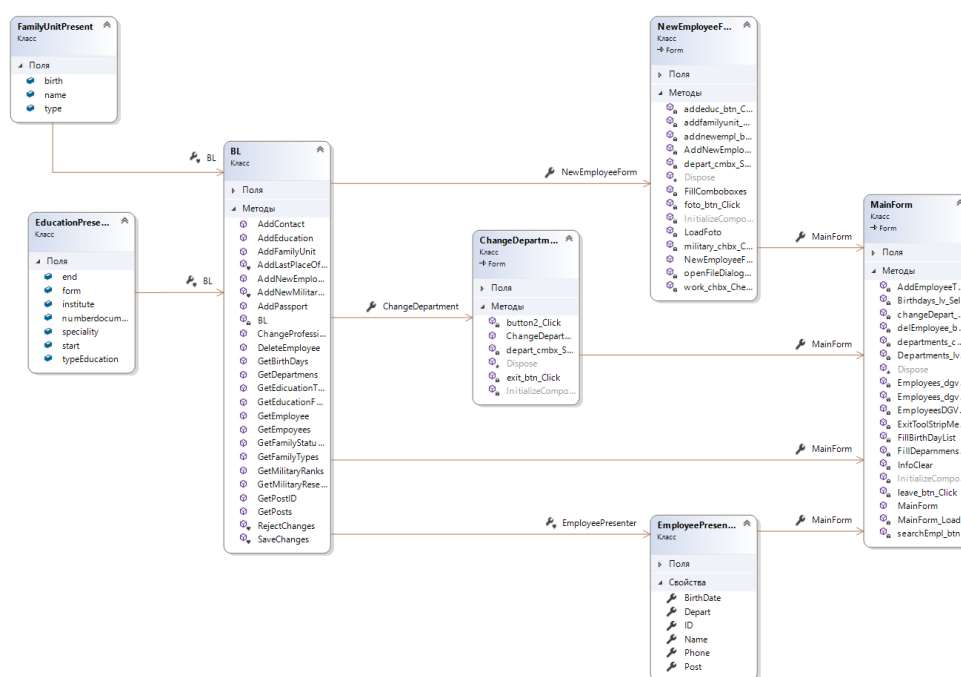 FamilyUnitPresent
Класс
Поля
birth
name
type
BL
EducationPrese...
Класс
Поля
end
form
institute
numberdocum...
speciality
start
typeEducation
BL
BL
Класс
Поля
Методы
AddContact
AddEducation
AddFamilyUnit
AddLastPlaceOf...
AddNewEmplo...
AddNewMilitar...
AddPassport
BL
ChangeProfessi...
DeleteEmployee
GetBirthDays
GetDepartmens
GetEdicuationT...
GetEducationF...
GetEmployee
GetEmpoyees
GetFamilyStatu...
GetFamilyTypes
GetMilitaryRanks
GetMilitaryRese...
GetPostID
GetPosts
RejectChanges
SaveChanges
NewEmployeeForm
ChangeDepartment
EmployeePresenter
MainForm
ChangeDepartm...
Класс
Form
Поля
Методы
button2_Click
ChangeDepart...
depart_cmbx_S...
Dispose
exit_btn_Click
InitializeCompo...
MainForm
NewEmployeeF...
Класс
Form
Поля
Методы
addeduc_btn_C...
addfamilyunit_...
addnewempl_b...
AddNewEmplo...
depart_cmbx_S...
Dispose
FillComboboxes
foto_btn_Click
InitializeCompo...
LoadFoto
military_chbx_C...
NewEmployeeF...
openFileDialog...
work_chbx_Che...
MainForm
EmployeePresen...
Класс
Поля
Свойства
BirthDate
Depart
ID
Name
Phone
Post
MainForm
MainForm
Класс
Form
Поля
Методы
AddEmployeeT.
Birthdays_lv_Sel
changeDepart_..
delEmployee_b.
departments_c..
Departments_lv.
Dispose
Employees_dgv.
Employees_dgv.
EmployeesDGV.
ExitToolStripMe.
FillBirthDayList
FillDeparnmens.
InfoClear
InitializeCompo.
leave_btn_Click
MainForm
MainForm_Load
searchEmpl_btn